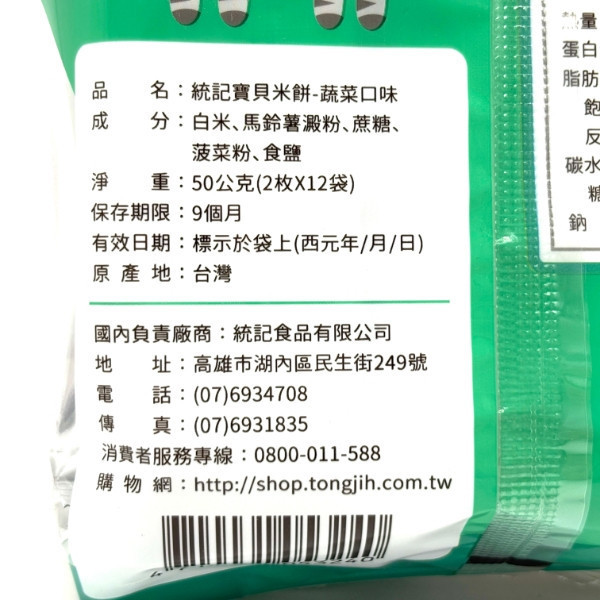 品名：統記寶貝米餅-蔬菜口味
成分：白米、馬鈴薯澱粉、蔗糖、
菠菜粉、食鹽
淨重：50公克(2枚X12袋)
保存期限：9個月
有效日期：標示於袋上(西元年/月/日)
原產地：台灣
國內負責廠商：統記食品有限公司
地址：高雄市湖內區民生街249號
電話：(07)6934708
傳真：(07)6931835
消費者服務專線：0800-011-588
購物網：http://shop.tongjih.com.tw
熱量
蛋白
脂肪
飽
反
碳水
糖
鈉